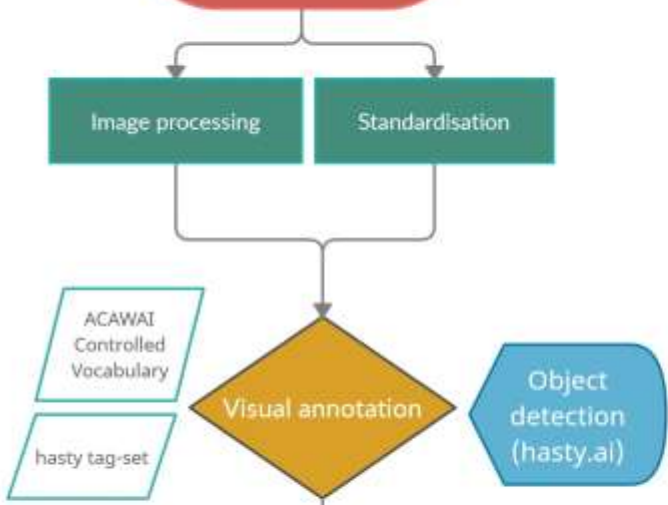 Image processing
Standardisation
ACAWAI
Controlled
Vocabulary
hasty tag-set
Visual annotation
Object
detection
(hasty.ai)